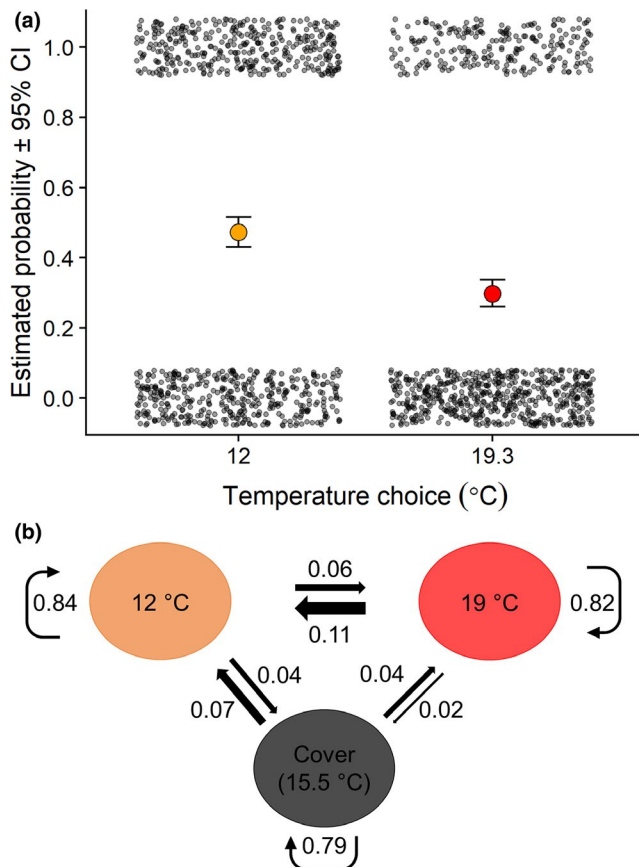 (a)
Estimated probability ± 95% CI
1.0
0.8
0.6
0.4
0.2
0.0
12
19.3
Temperature choice (°C)
(b)
0.84
12 °C
0.06
0.11
19 °C
0.82
0.04
0.07
0.04
0.02
Cover
(15.5 °C)
0.79